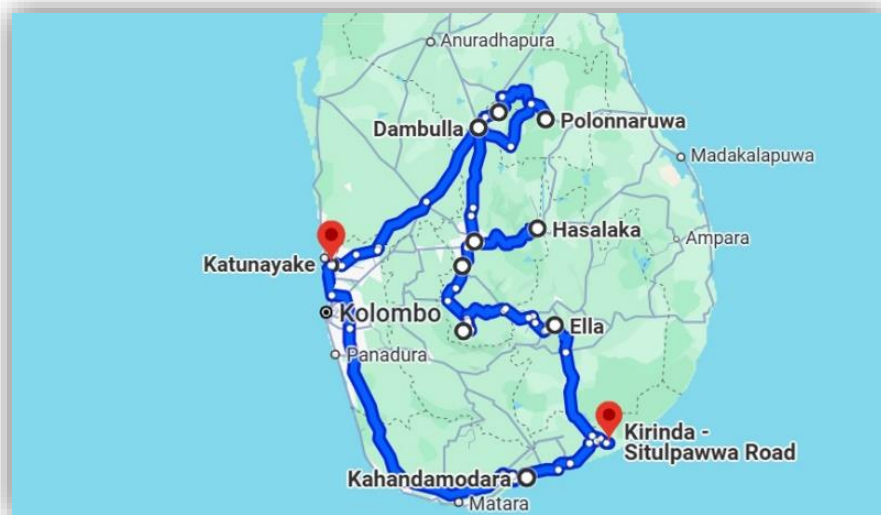 Anuradhapura
Dambulla
Polonnaruwa
Madakalapuwa
Hasalaka
Ampara
Katunayake
Kolombo
Ella
Panadura
Kirinda -
Situlpawwa Road
Kahandamodara
Matara